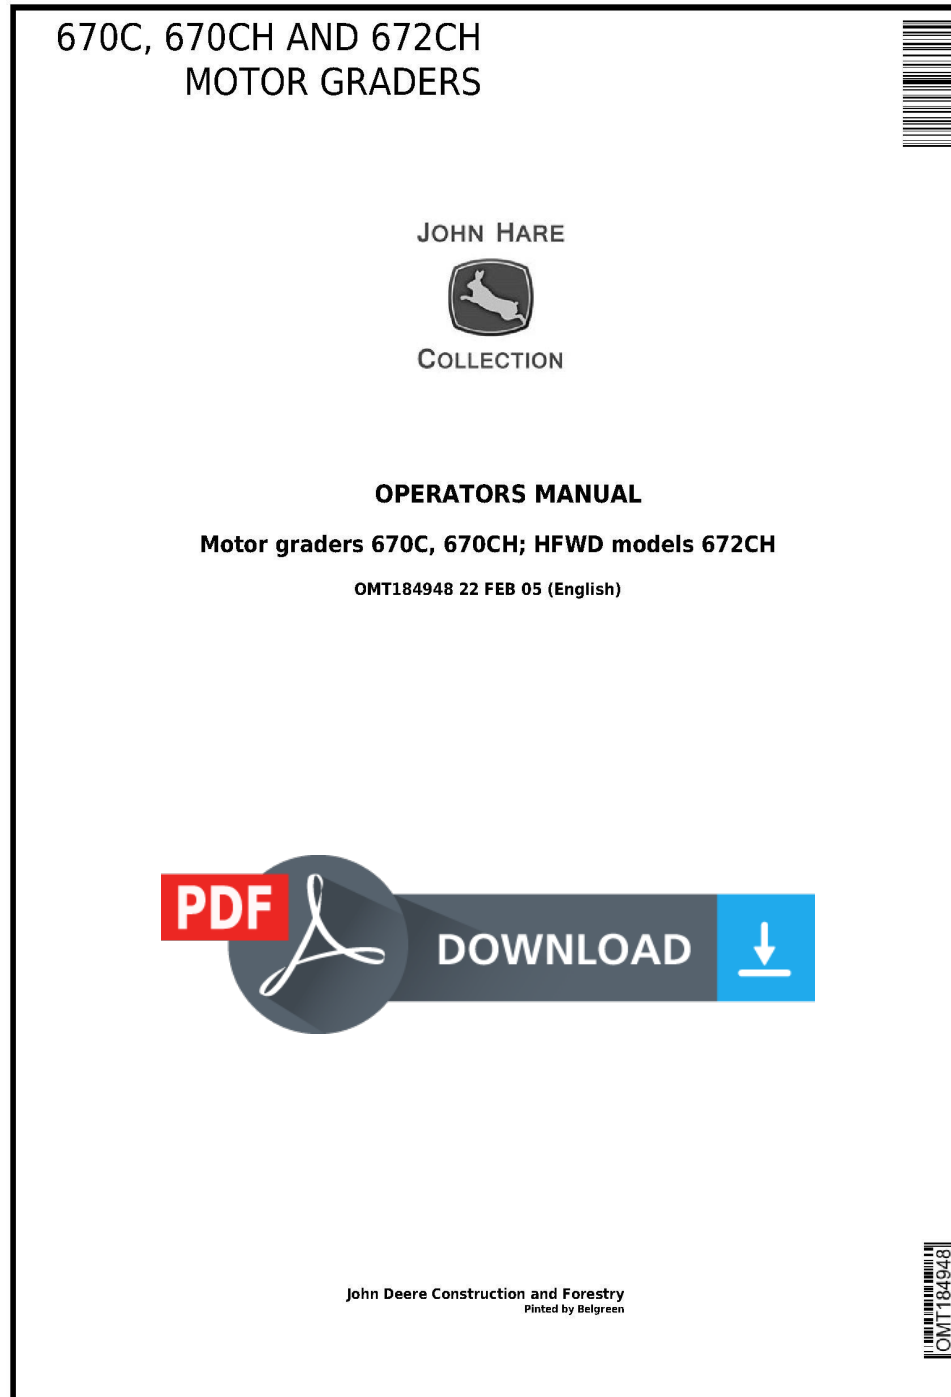 670C, 670CH AND 672CH
MOTOR GRADERS
JOHN HARE
COLLECTION
OPERATORS MANUAL
Motor graders 670C, 670CH; HFWD models 672CH
OMT184948 22 FEB 05 (English)
PDF
DOWNLOAD
John Deere Construction and Forestry
Pinted by Belgreen
OMT184948